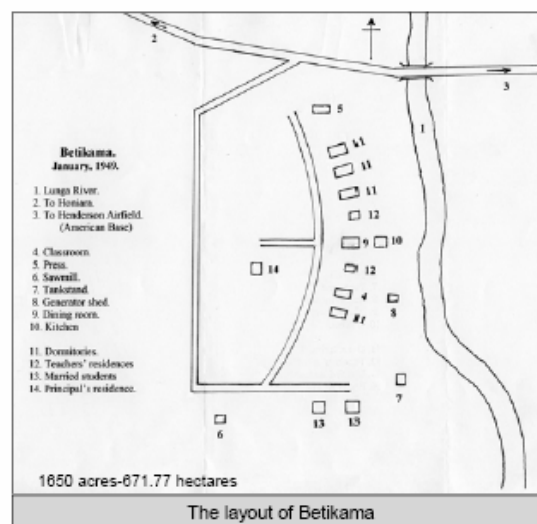 2
3
1
5
Betikama.
January, 1949.
1. Lunga River.
2. To Honiara.
3. To Henderson Airfield.
(American Base)
4. Classroom.
5. Press.
6. Sawmill.
7. Tankstand.
8. Generator shed.
9. Dining room.
10. Kitchen
11. Dormitories.
12. Teachers' residences
13. Married students
14. Principal's residence.
11
11
12
9
10
14
12
4
8
7
6
13
13
1650 acres-671.77 hectares
The layout of Betikama